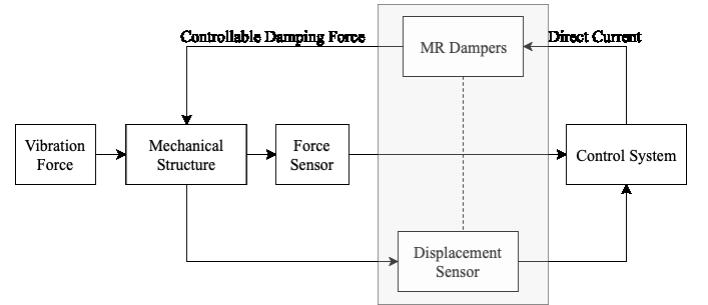 Controllable Damping Force
MR Dampers
Direct Current
Vibration
Force
Mechanical
Structure
Force
Sensor
Control System
Displacement
Sensor